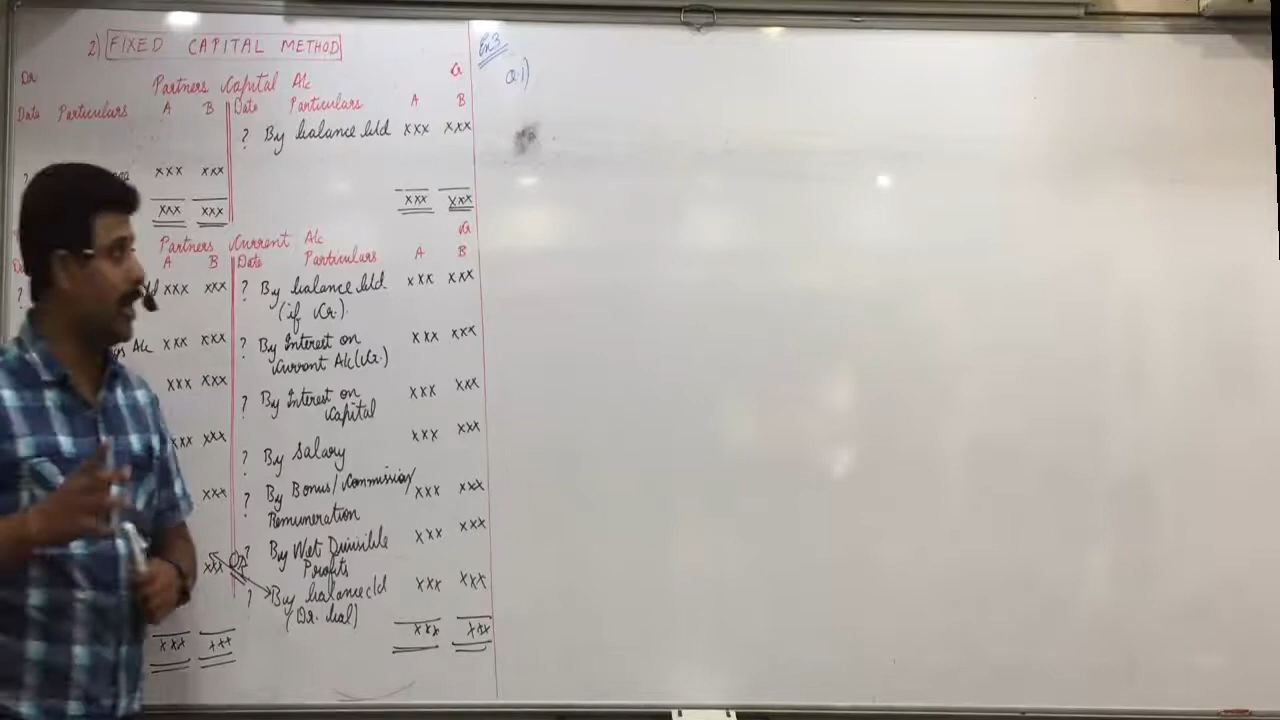 2) FIXED CAPITAL METHOD
Dr Partners Capital A/c Cr
Date Particulars A B Date Particulars A B
? By balance b/d xxx xxx
? xxx xxx
xxx xxx xxx xxx
Partners Current A/c Cr
A B Date Particulars A B
? xxx xxx ? By balance b/d xxx xxx
(if Cr.)
A/c xxx xxx ? By Interest on xxx xxx
Current A/c (Cr.)
xxx xxx ? By Interest on xxx xxx
Capital
xxx xxx ? By Salary xxx xxx
xxx ? By Bonus/Commission/ xxx xxx
Remuneration
xxx ? By Net Divisible xxx xxx
Profits
? By balance c/d xxx xxx
(Dr. bal)
xxx xxx xxx xxx
Ex 3
Q.1)